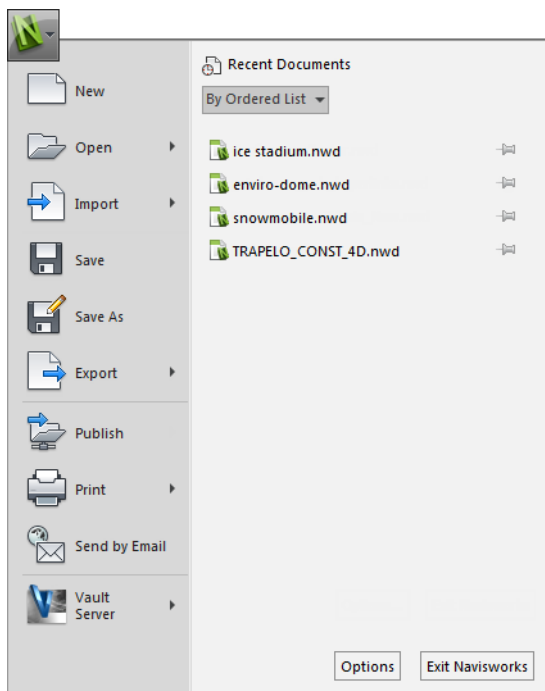 New
Open
Import
Save
Save As
Export
Publish
Print
Send by Email
Vault
Server
Recent Documents
By Ordered List
ice stadium.nwd
enviro-dome.nwd
snowmobile.nwd
TRAPELO_CONST_4D.nwd
Options
Exit Navisworks